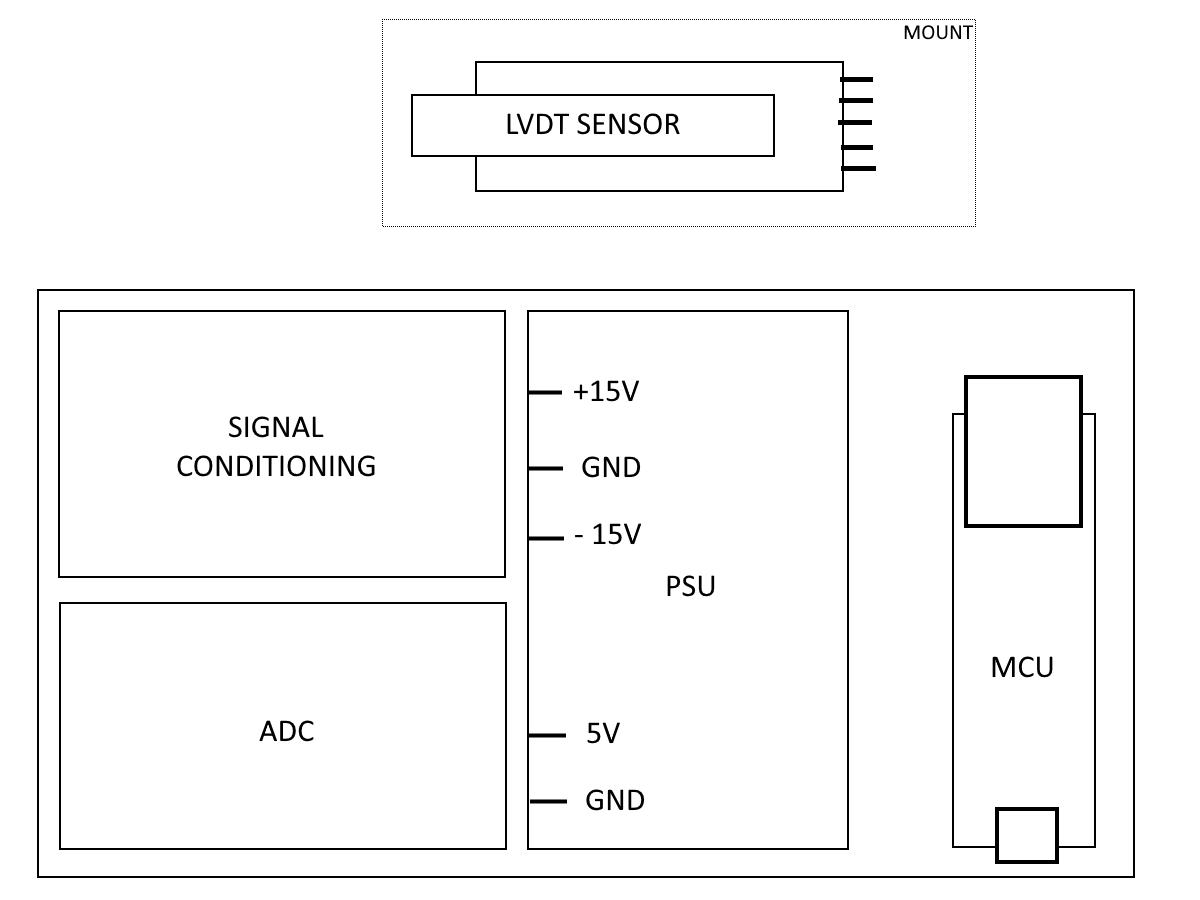 MOUNT
LVDT SENSOR
SIGNAL
CONDITIONING
+15V
GND
- 15V
PSU
ADC
5V
GND
MCU